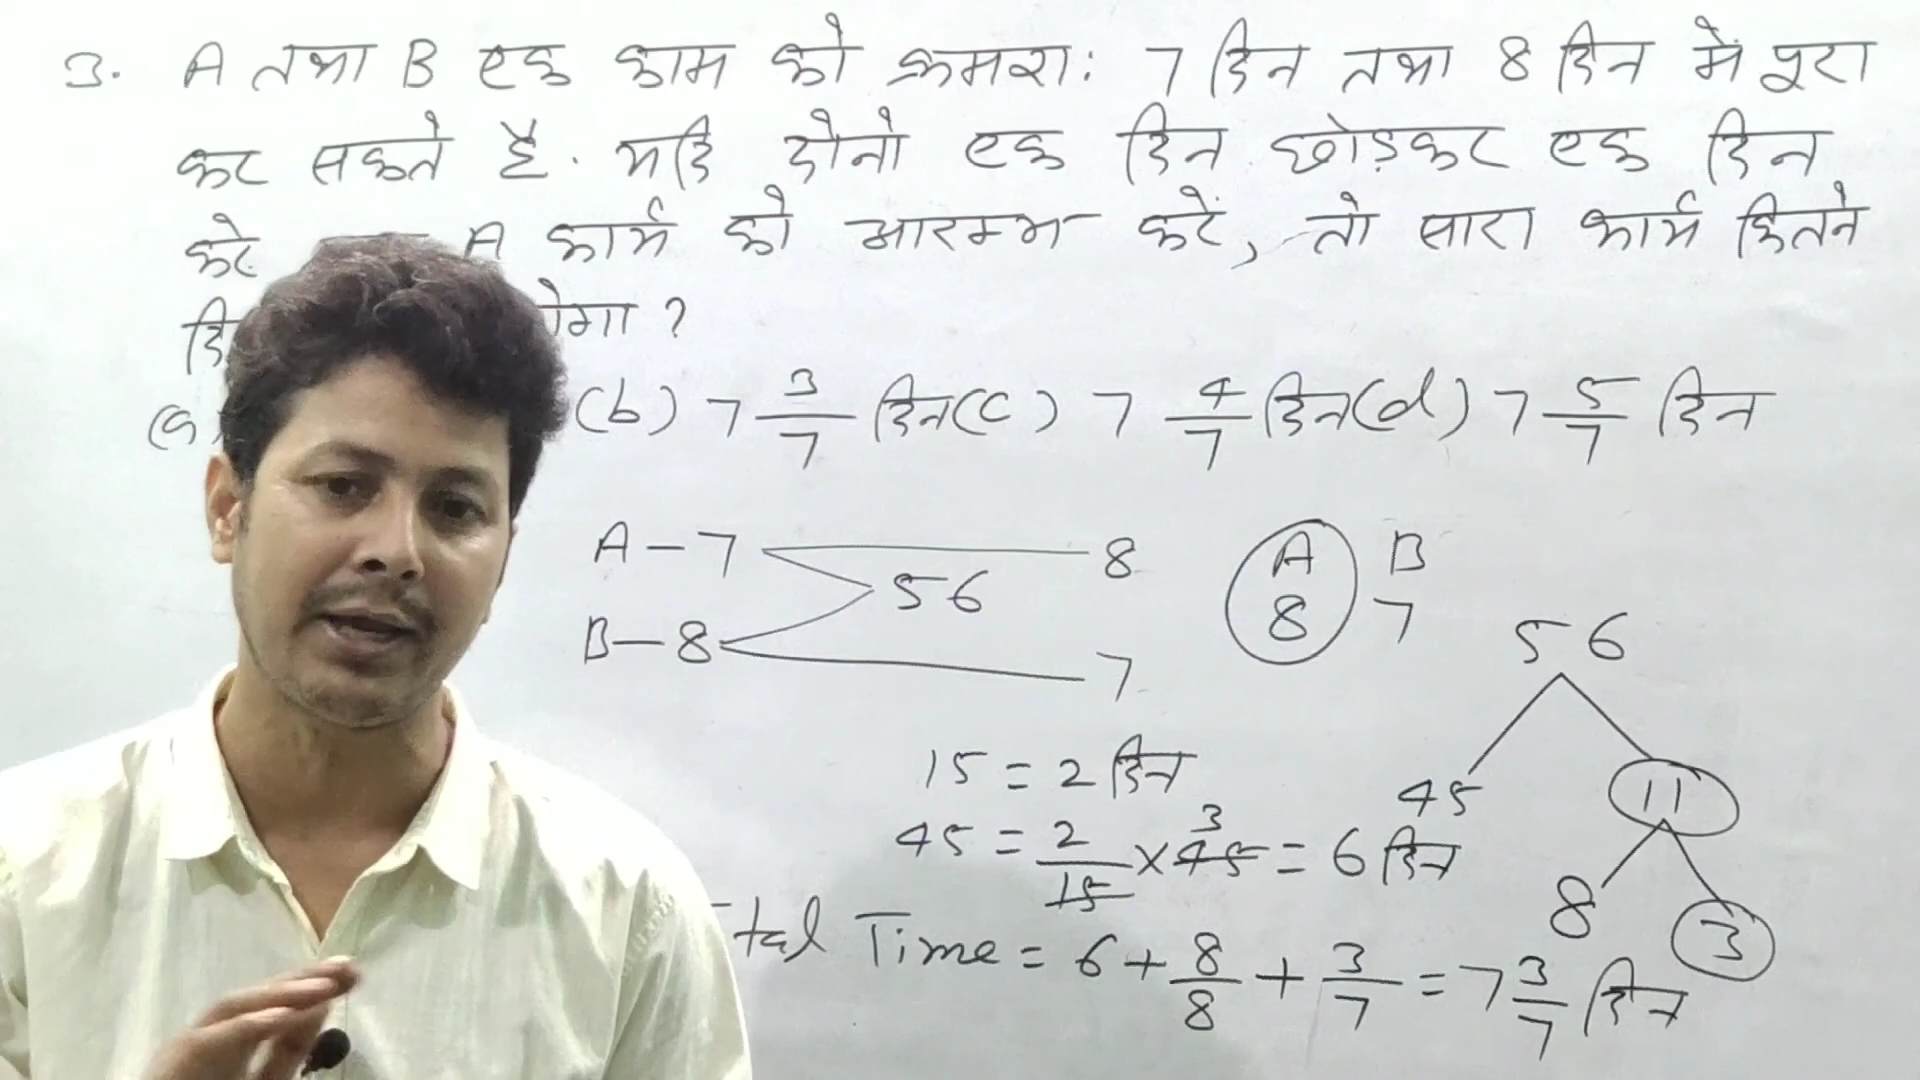 3. A तथा B एक काम को क्रमश: 7 दिन तथा 8 दिन में पूरा
कर सकते है. यदि दोनो एक दिन छोड़कर एक दिन
करे A कार्य को आरम्भ करें, तो सारा कार्य कितने
?
(b) 7 3/7 दिन (c) 7 4/7 दिन (d) 7 5/7 दिन
A - 7 56 8
B - 8 7
A B
8 7
56
45 11
8 3
15 = 2 दिन
45 = 2/15 × 45 3 = 6 दिन
Time = 6 + 8/8 + 3/7 = 7 3/7 दिन